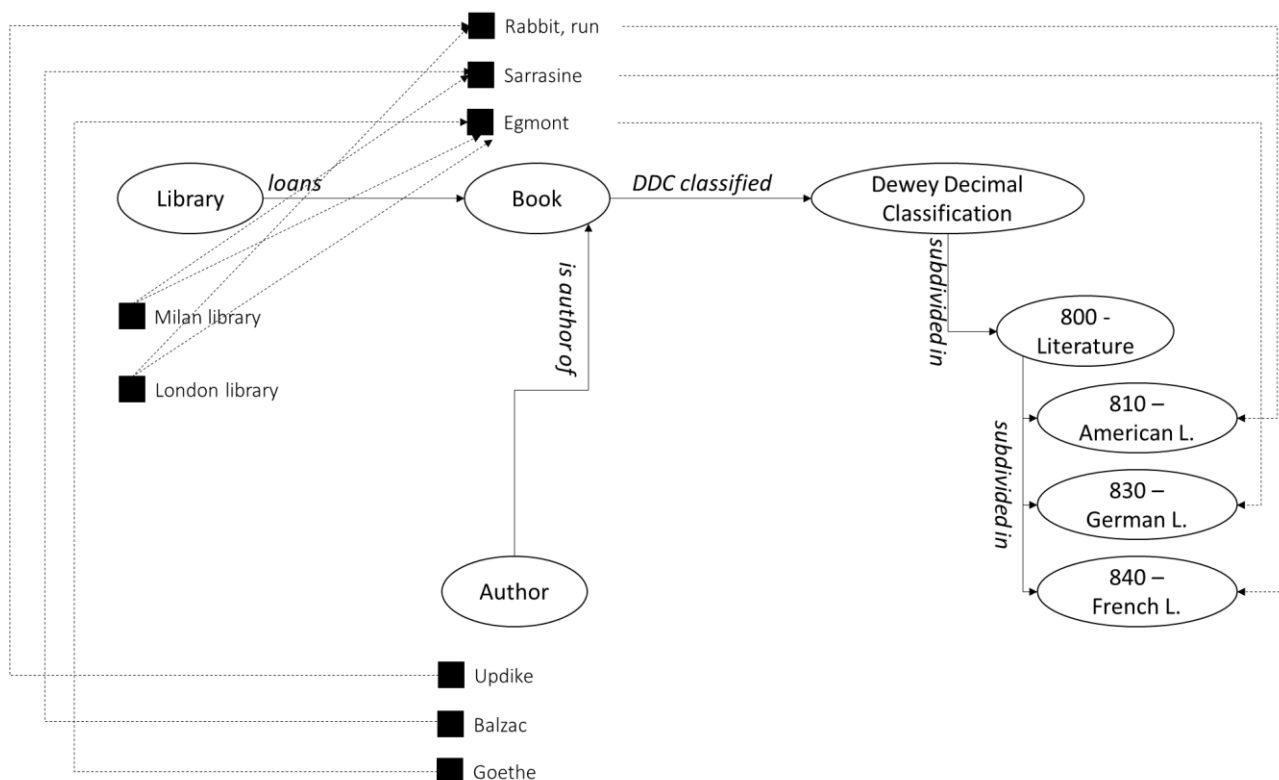 Rabbit, run
Sarrasine
Egmont
Library
loans
Book
DDC classified
Dewey Decimal
Classification
subdivided in
is author of
Milan library
London library
800 -
Literature
810 –
American L.
subdivided in
830 –
German L.
840 –
French L.
Author
Updike
Balzac
Goethe